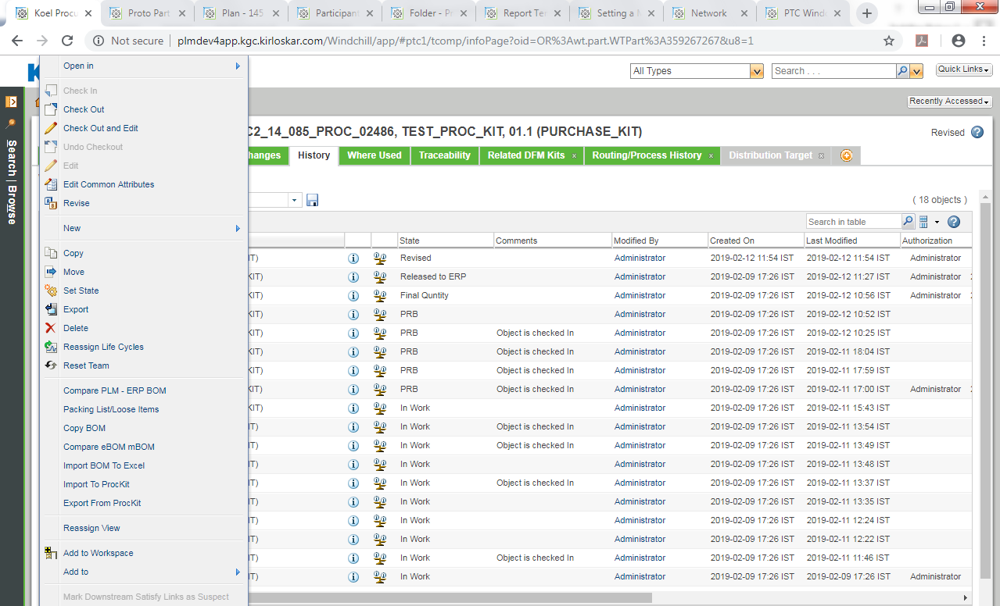 Koel Procu
Proto Part
Plan - 145
Participant
Folder - Pr
Report Ter
Setting a M
Network
PTC Wind
Not secure | plmdev4app.kgc.kirloskar.com/Windchill/app/#ptc1/tcomp/infoPage?oid=OR%3Awt.part.WTPart%3A359267267&u8=1
K
All Types
Search . . .
Quick Links
Recently Accessed
C2_14_085_PROC_02486, TEST_PROC_KIT, 01.1 (PURCHASE_KIT)
Revised
hanges
History
Where Used
Traceability
Related DFM Kits
Routing/Process History
Distribution Target
Search | Browse
Open in
Check In
Check Out
Check Out and Edit
Undo Checkout
Edit
Edit Common Attributes
Revise
New
Copy
Move
Set State
Export
Delete
Reassign Life Cycles
Reset Team
Compare PLM - ERP BOM
Packing List/Loose Items
Copy BOM
Compare eBOM mBOM
Import BOM To Excel
Import To ProcKit
Export From ProcKit
Reassign View
Add to Workspace
Add to
Mark Downstream Satisfy Links as Suspect
( 18 objects )
Search in table
State Comments Modified By Created On Last Modified Authorization
IT) Revised Administrator 2019-02-12 11:54 IST 2019-02-12 11:54 IST Administrator
KIT) Released to ERP Administrator 2019-02-09 17:26 IST 2019-02-12 11:27 IST Administrator
KIT) Final Quntity Administrator 2019-02-09 17:26 IST 2019-02-12 10:56 IST Administrator
KIT) PRB Administrator 2019-02-09 17:26 IST 2019-02-12 10:52 IST
KIT) PRB Object is checked In Administrator 2019-02-09 17:26 IST 2019-02-12 10:25 IST
KIT) PRB Object is checked In Administrator 2019-02-09 17:26 IST 2019-02-11 18:04 IST
KIT) PRB Object is checked In Administrator 2019-02-09 17:26 IST 2019-02-11 17:59 IST
KIT) PRB Object is checked In Administrator 2019-02-09 17:26 IST 2019-02-11 17:00 IST Administrator
KIT) In Work Administrator 2019-02-09 17:26 IST 2019-02-11 15:43 IST
IT) In Work Object is checked In Administrator 2019-02-09 17:26 IST 2019-02-11 13:54 IST
IT) In Work Object is checked In Administrator 2019-02-09 17:26 IST 2019-02-11 13:49 IST
IT) In Work Administrator 2019-02-09 17:26 IST 2019-02-11 13:48 IST
IT) In Work Object is checked In Administrator 2019-02-09 17:26 IST 2019-02-11 13:37 IST
IT) In Work Administrator 2019-02-09 17:26 IST 2019-02-11 13:35 IST
IT) In Work Administrator 2019-02-09 17:26 IST 2019-02-11 12:24 IST
IT) In Work Administrator 2019-02-09 17:26 IST 2019-02-11 12:22 IST
IT) In Work Object is checked In Administrator 2019-02-09 17:26 IST 2019-02-11 11:46 IST
IT) In Work Administrator 2019-02-09 17:26 IST 2019-02-09 17:26 IST Administrator